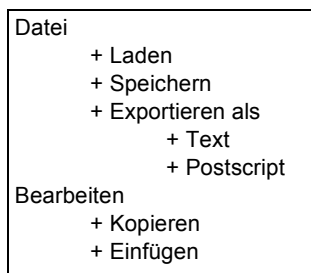 Datei
+ Laden
+ Speichern
+ Exportieren als
+ Text
+ Postscript
Bearbeiten
+ Kopieren
+ Einfügen